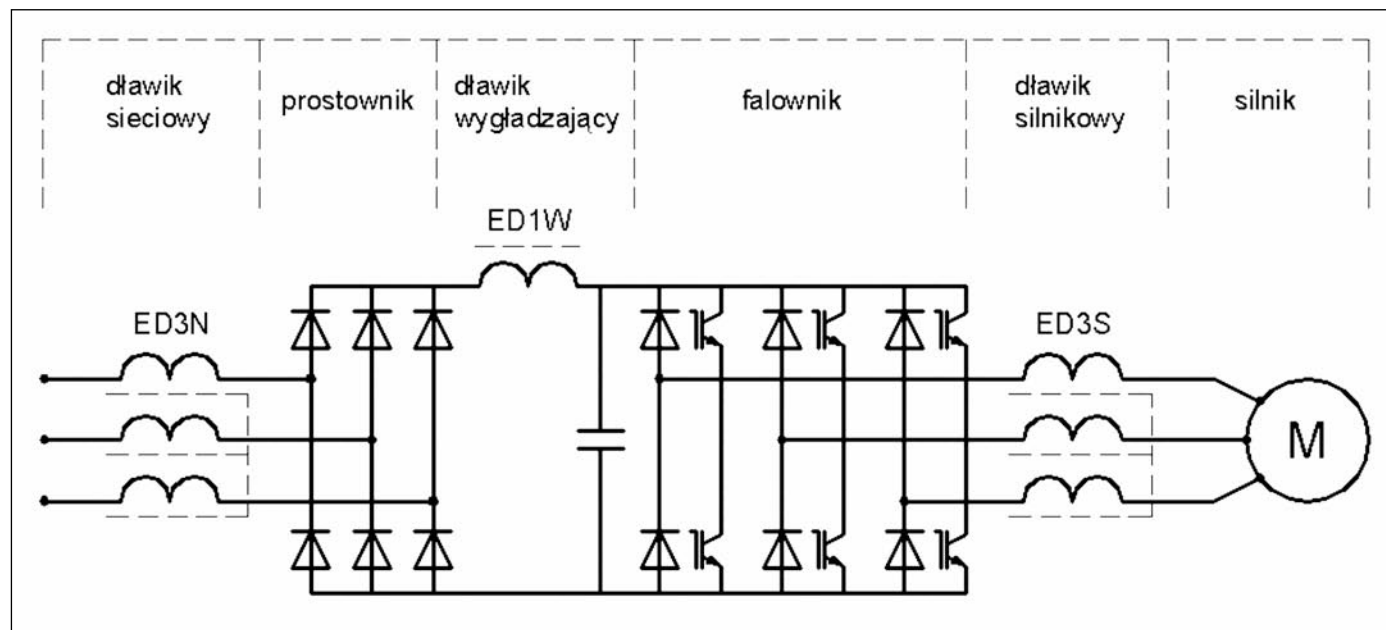 dławik
sieciowy
prostownik
dławik
wygładzający
falownik
dławik
silnikowy
silnik
ED1W
ED3N
ED3S
M